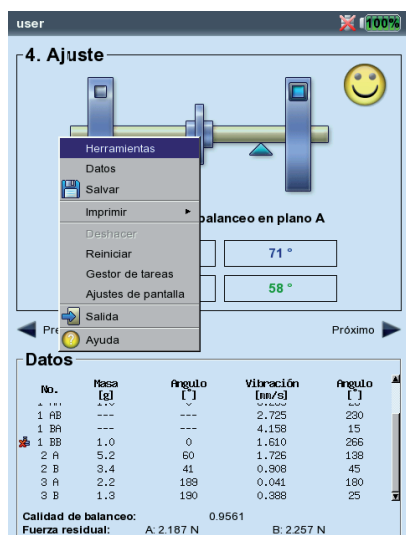 user
100%
4. Ajuste
Herramientas
Datos
Salvar
Imprimir
Deshacer
Reiniciar
Gestor de tareas
Ajustes de pantalla
Salida
Ayuda
balanceo en plano A
71 °
58 °
Pre
Próximo
Datos
No. Masa [g] Angulo [°] Vibración [mm/s] Angulo [°]
1 AB --- --- 2.725 230
1 BA --- --- 4.158 15
1 BB 1.0 0 1.610 266
2 A 5.2 60 1.726 138
2 B 3.4 41 0.908 45
3 A 2.2 189 0.041 180
3 B 1.3 190 0.388 25
Calidad de balanceo: 0.9561
Fuerza residual: A: 2.187 N B: 2.257 N